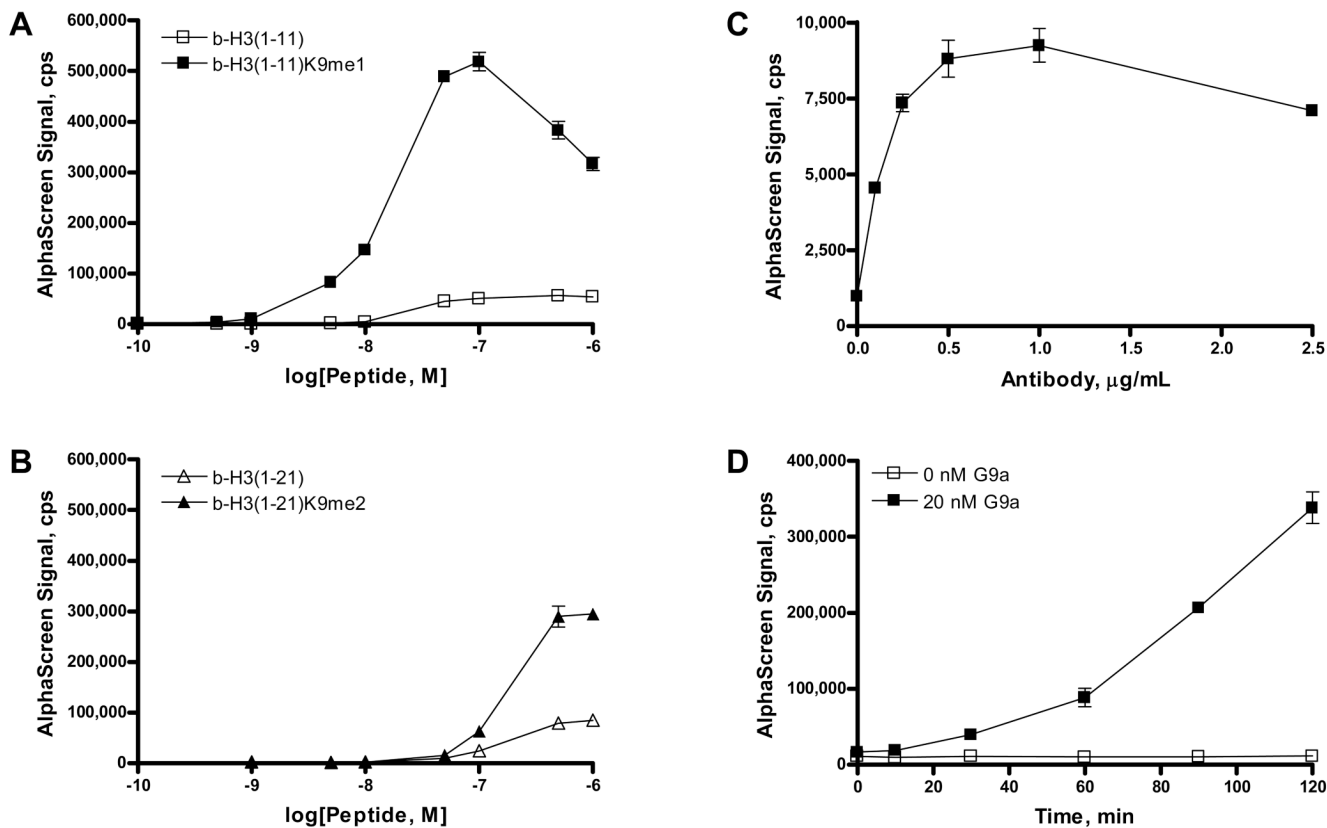 A
AlphaScreen Signal, cps
600,000
500,000
400,000
300,000
200,000
100,000
0
b-H3(1-11)
b-H3(1-11)K9me1
-10 -9 -8 -7 -6
log[Peptide, M]
B
AlphaScreen Signal, cps
600,000
500,000
400,000
300,000
200,000
100,000
0
b-H3(1-21)
b-H3(1-21)K9me2
-10 -9 -8 -7 -6
log[Peptide, M]
C
AlphaScreen Signal, cps
10,000
7,500
5,000
2,500
0
0.0 0.5 1.0 1.5 2.0 2.5
Antibody, μg/mL
D
AlphaScreen Signal, cps
400,000
300,000
200,000
100,000
0
0 nM G9a
20 nM G9a
0 20 40 60 80 100 120
Time, min